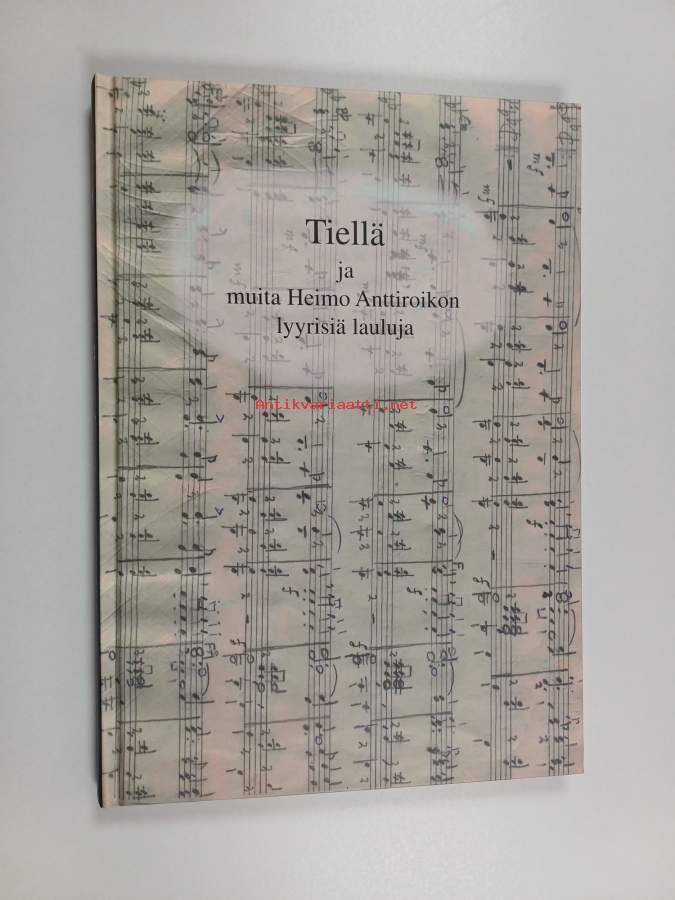 Tiellä
ja
muita Heimo Anttiroikon
lyyrisiä lauluja
Antikvariaatti.net